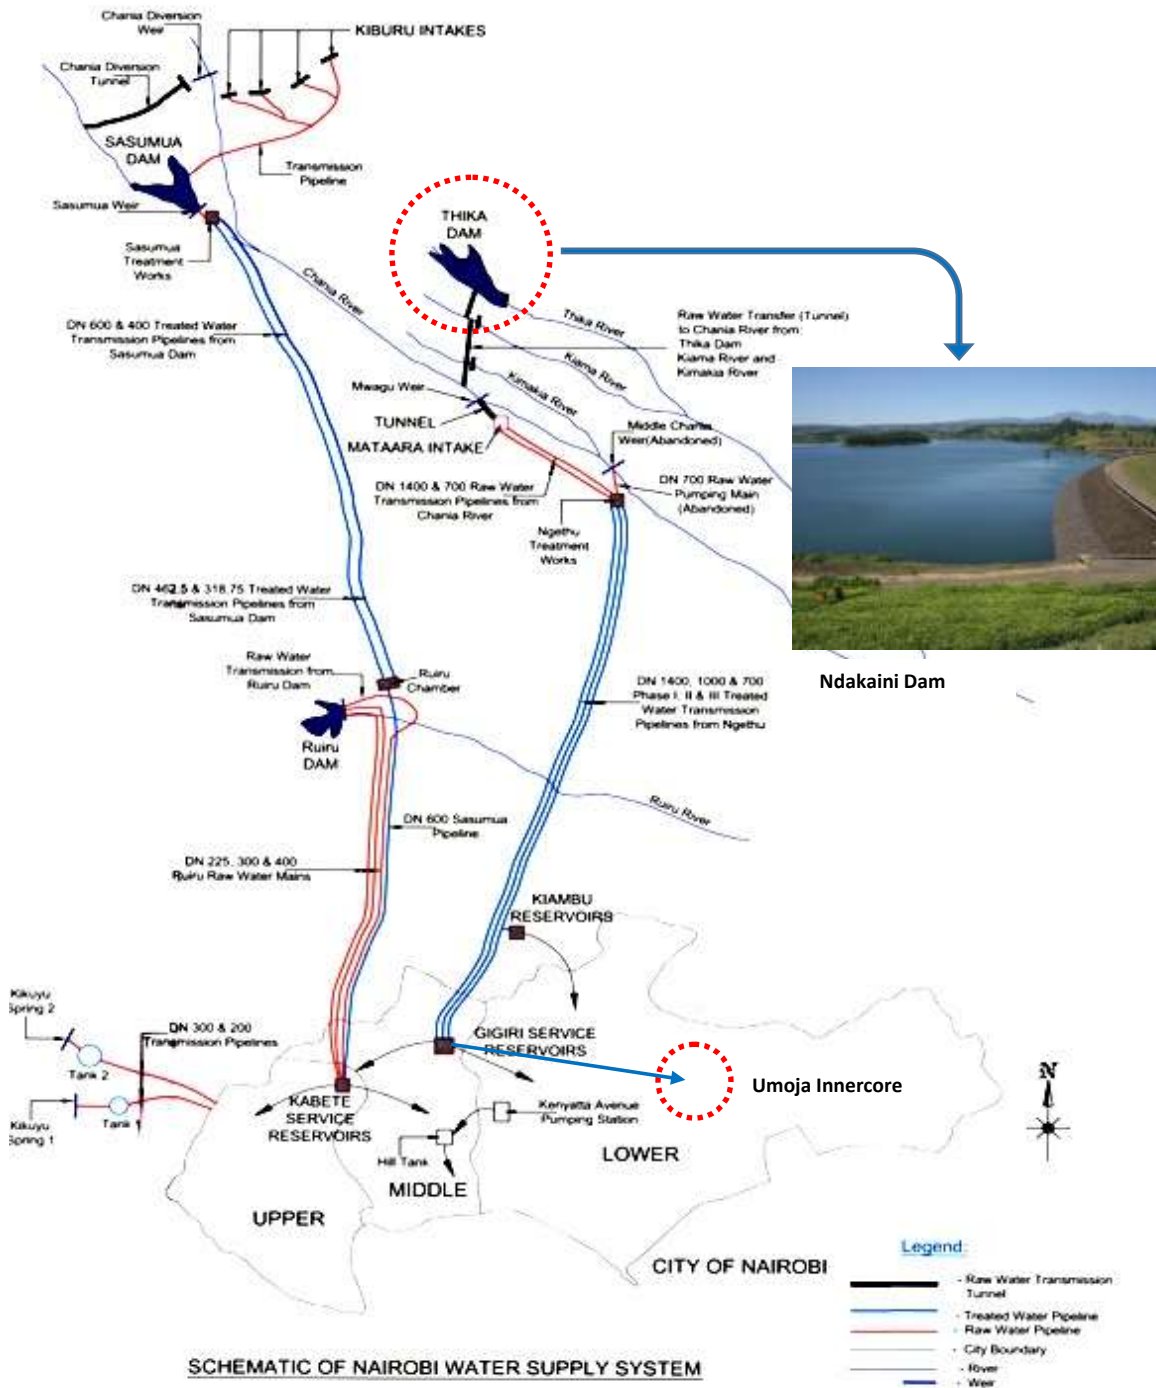 Chania Diversion
Weir
KIBURU INTAKES
Chania Diversion
Tunnel
SASUMUA
DAM
Transmission
Pipeline
Sasumua Weir
THIKA
DAM
Sasumua
Treatment
Works
Chania River
Thika River
Raw Water Transfer (Tunnel)
to Chania River from
Thika Dam
Kiama River and
Kimakia River
DN 600 & 400 Treated Water
Transmission Pipelines from
Sasumua Dam
Kiama River
Kimakia River
Mwagu Weir
TUNNEL
MATAARA INTAKE
Middle Chania
Weir(Abandoned)
DN 1400 & 700 Raw Water
Transmission Pipelines from
Chania River
DN 700 Raw Water
Pumping Main
(Abandoned)
Ngethu
Treatment
Works
DN 462.5 & 318.75 Treated Water
Transmission Pipelines from
Sasumua Dam
Raw Water
Transmission from
Ruiru Dam
Ruiru
Chamber
DN 1400, 1000 & 700
Phase I, II & III Treated
Water Transmission
Pipelines from Ngethu
Ndakaini Dam
Ruiru
DAM
Ruiru River
DN 600 Sasumua
Pipeline
DN 225, 300 & 400
Ruiru Raw Water Mains
KIAMBU
RESERVOIRS
Kikuyu
Spring 2
DN 300 & 200
Transmission Pipelines
GIGIRI SERVICE
RESERVOIRS
Tank 2
Umoja Innercore
N
KABETE
SERVICE
RESERVOIRS
Kenyatta Avenue
Pumping Station
Kikuyu
Spring 1
Tank 1
Hill Tank
LOWER
MIDDLE
UPPER
CITY OF NAIROBI
Legend:
- Raw Water Transmission
Tunnel
- Treated Water Pipeline
- Raw Water Pipeline
- City Boundary
- River
- Weir
SCHEMATIC OF NAIROBI WATER SUPPLY SYSTEM